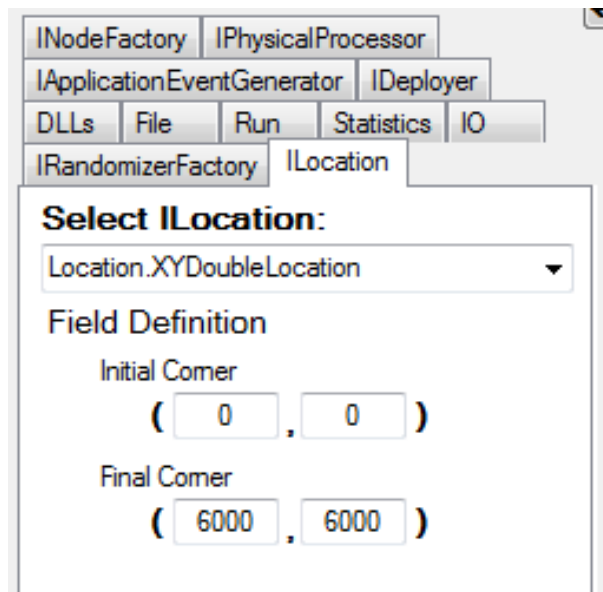 INodeFactory IPhysicalProcessor
IApplicationEventGenerator IDeployer
DLLs File Run Statistics IO
IRandomizerFactory ILocation
Select ILocation:
Location.XYDoubleLocation
Field Definition
Initial Corner
( 0 , 0 )
Final Corner
( 6000 , 6000 )